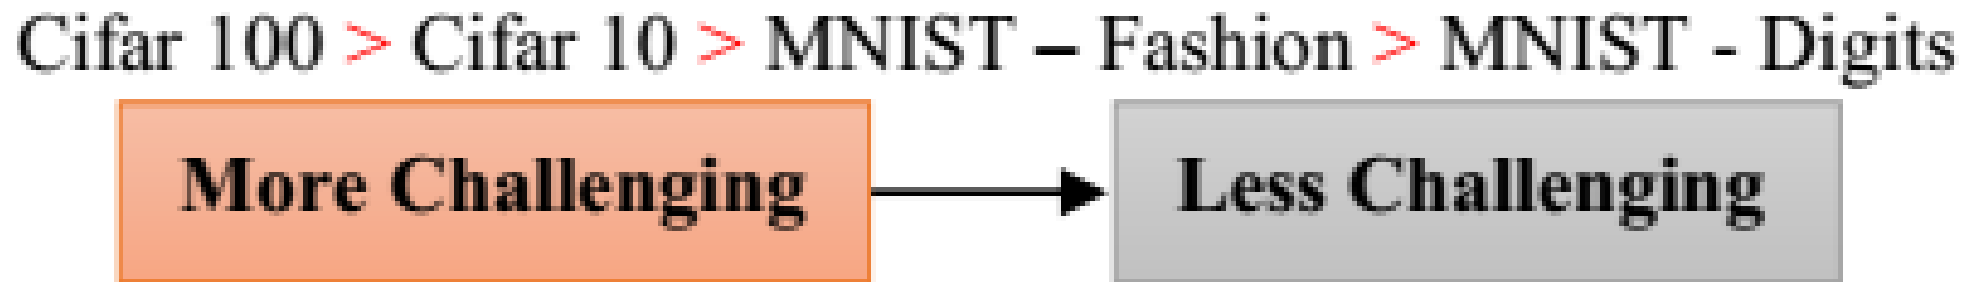 Cifar 100 > Cifar 10 > MNIST – Fashion > MNIST - Digits
More Challenging
Less Challenging